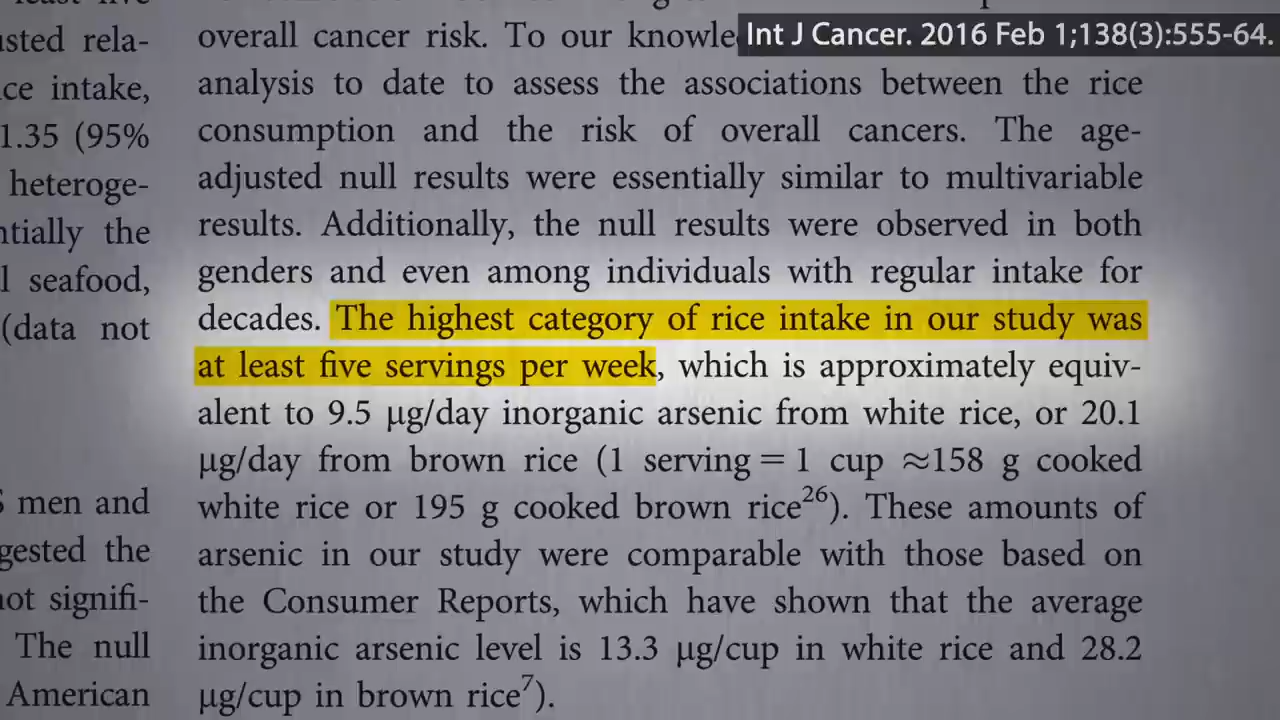 Int J Cancer. 2016 Feb 1;138(3):555-64.
usted rela-
ce intake,
1.35 (95%
heteroge-
ntially the
l seafood,
(data not
S men and
gested the
not signifi-
The null
American
overall cancer risk. To our knowle
analysis to date to assess the associations between the rice
consumption and the risk of overall cancers. The age-
adjusted null results were essentially similar to multivariable
results. Additionally, the null results were observed in both
genders and even among individuals with regular intake for
decades. The highest category of rice intake in our study was
at least five servings per week, which is approximately equiv-
alent to 9.5 μg/day inorganic arsenic from white rice, or 20.1
μg/day from brown rice (1 serving = 1 cup ≈158 g cooked
white rice or 195 g cooked brown rice²⁶). These amounts of
arsenic in our study were comparable with those based on
the Consumer Reports, which have shown that the average
inorganic arsenic level is 13.3 μg/cup in white rice and 28.2
μg/cup in brown rice⁷).